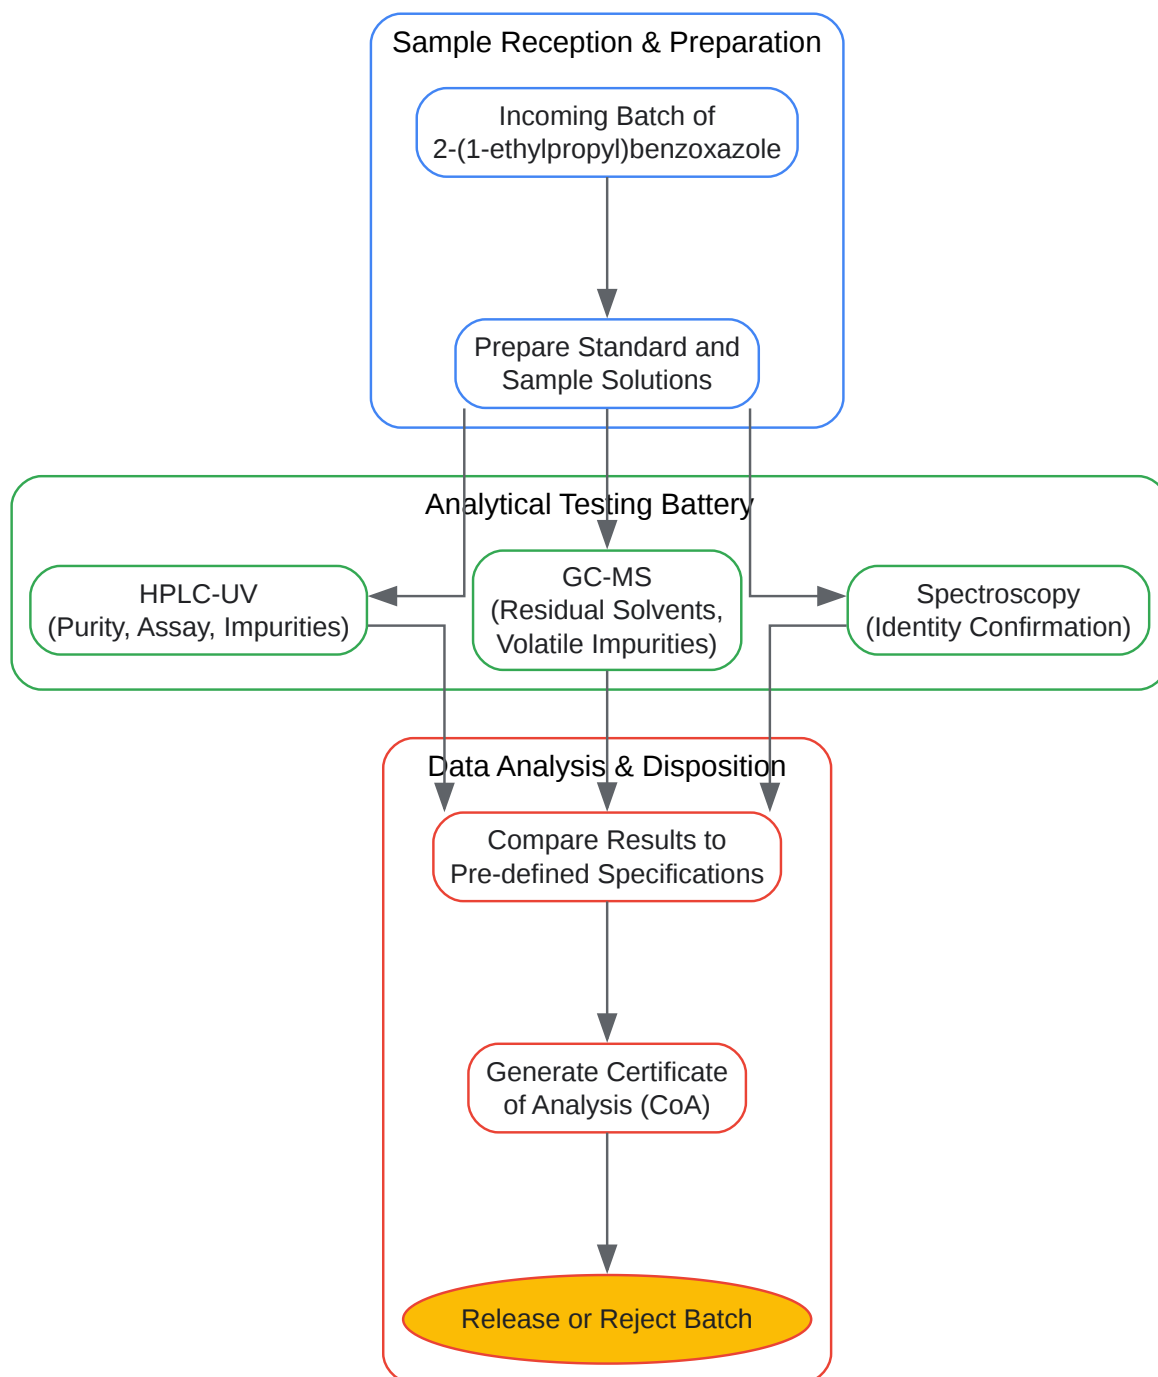 Sample Reception & Preparation
Incoming Batch of
2-(1-ethylpropyl)benzoxazole
Prepare Standard and
Sample Solutions
Analytical Testing Battery
HPLC-UV
(Purity, Assay, Impurities)
GC-MS
(Residual Solvents,
Volatile Impurities)
Spectroscopy
(Identity Confirmation)
Data Analysis & Disposition
Compare Results to
Pre-defined Specifications
Generate Certificate
of Analysis (CoA)
Release or Reject Batch